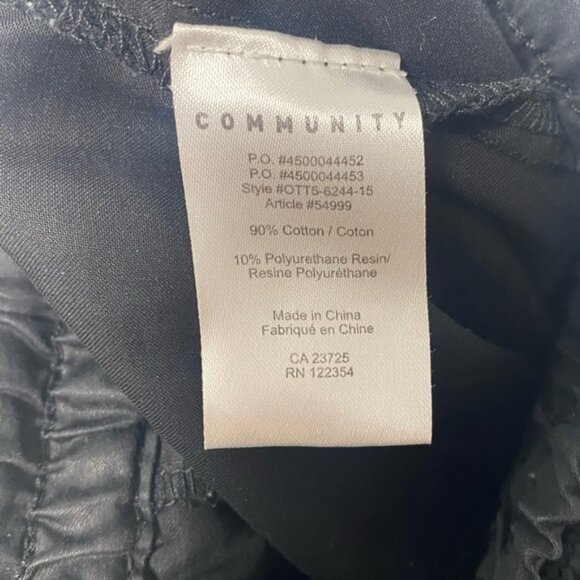 COMMUNITY
P.O. #4500044452
P.O. #4500044453
Style #OTT5-6244-15
Article #54999
90% Cotton / Coton
10% Polyurethane Resin/
Resine Polyuréthane
Made in China
Fabriqué en Chine
CA 23725
RN 122354